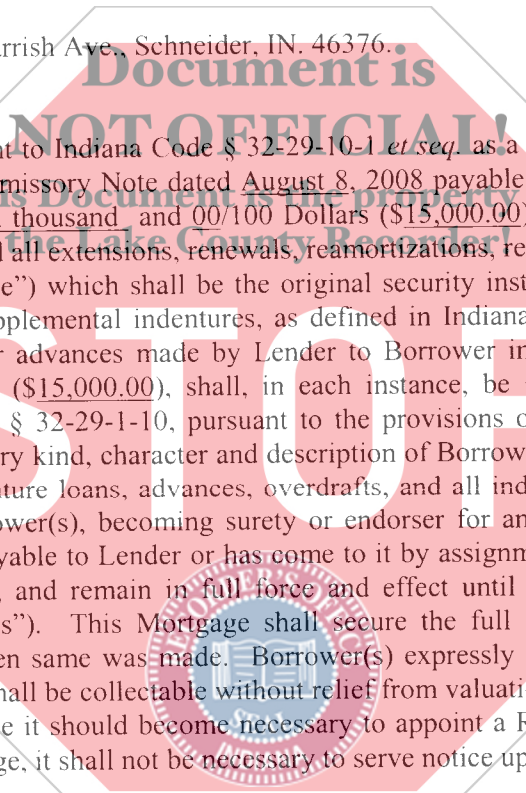 rrish Ave., Schneider, IN. 46376.
Document is
NOT OFFICIAL!
nt to Indiana Code § 32-29-10-1 et seq. as a
missory Note dated August 8, 2008 payable
s Document is the property
thousand and 00/100 Dollars ($15,000.00)
the Lake County Recorder!
d all extensions, renewals, reamortizations, re
e”) which shall be the original security inst
pplemental indentures, as defined in Indiana
r advances made by Lender to Borrower in
($15,000.00), shall, in each instance, be
§ 32-29-1-10, pursuant to the provisions o
ry kind, character and description of Borrow
STOP
ture loans, advances, overdrafts, and all ind
ower(s), becoming surety or endorser for an
yable to Lender or has come to it by assignm
, and remain in full force and effect until
s”). This Mortgage shall secure the full
en same was made. Borrower(s) expressly
hall be collectable without relief from valuati
e it should become necessary to appoint a R
ge, it shall not be necessary to serve notice up
RECORDER'S OFFICE
SEAL
INDIANA